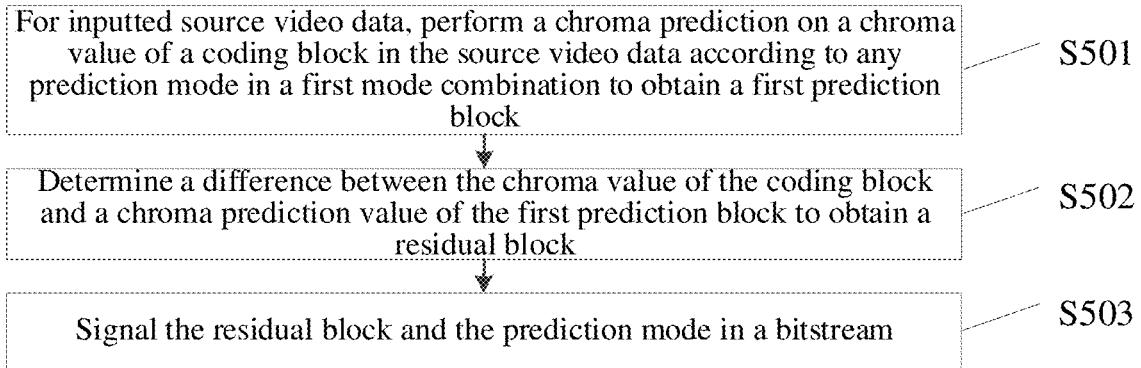 For inputted source video data, perform a chroma prediction on a chroma
value of a coding block in the source video data according to any
prediction mode in a first mode combination to obtain a first prediction
block
S501
Determine a difference between the chroma value of the coding block
and a chroma prediction value of the first prediction block to obtain a
residual block
S502
Signal the residual block and the prediction mode in a bitstream
S503